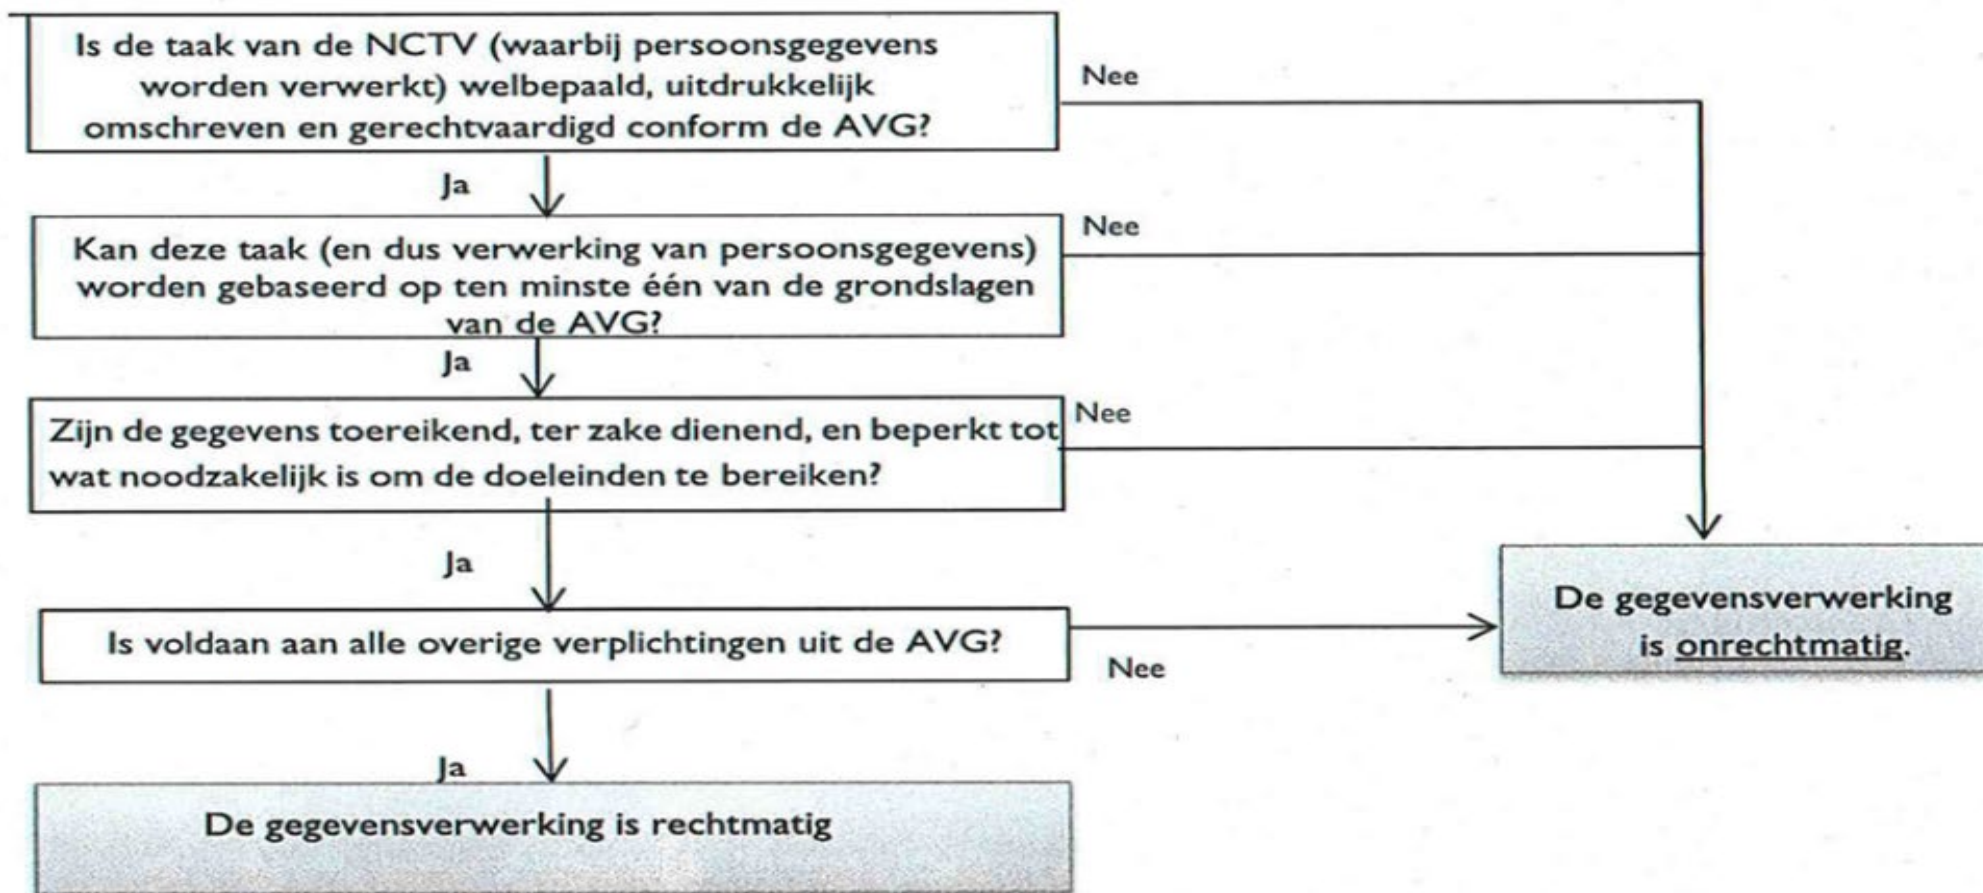 Is de taak van de NCTV (waarbij persoonsgegevens
worden verwerkt) welbepaald, uitdrukkelijk
omschreven en gerechtvaardigd conform de AVG?
Nee
Ja
Kan deze taak (en dus verwerking van persoonsgegevens)
worden gebaseerd op ten minste één van de grondslagen
van de AVG?
Nee
Ja
Zijn de gegevens toereikend, ter zake dienend, en beperkt tot
wat noodzakelijk is om de doeleinden te bereiken?
Nee
Ja
Is voldaan aan alle overige verplichtingen uit de AVG?
Nee
De gegevensverwerking
is onrechtmatig.
Ja
De gegevensverwerking is rechtmatig